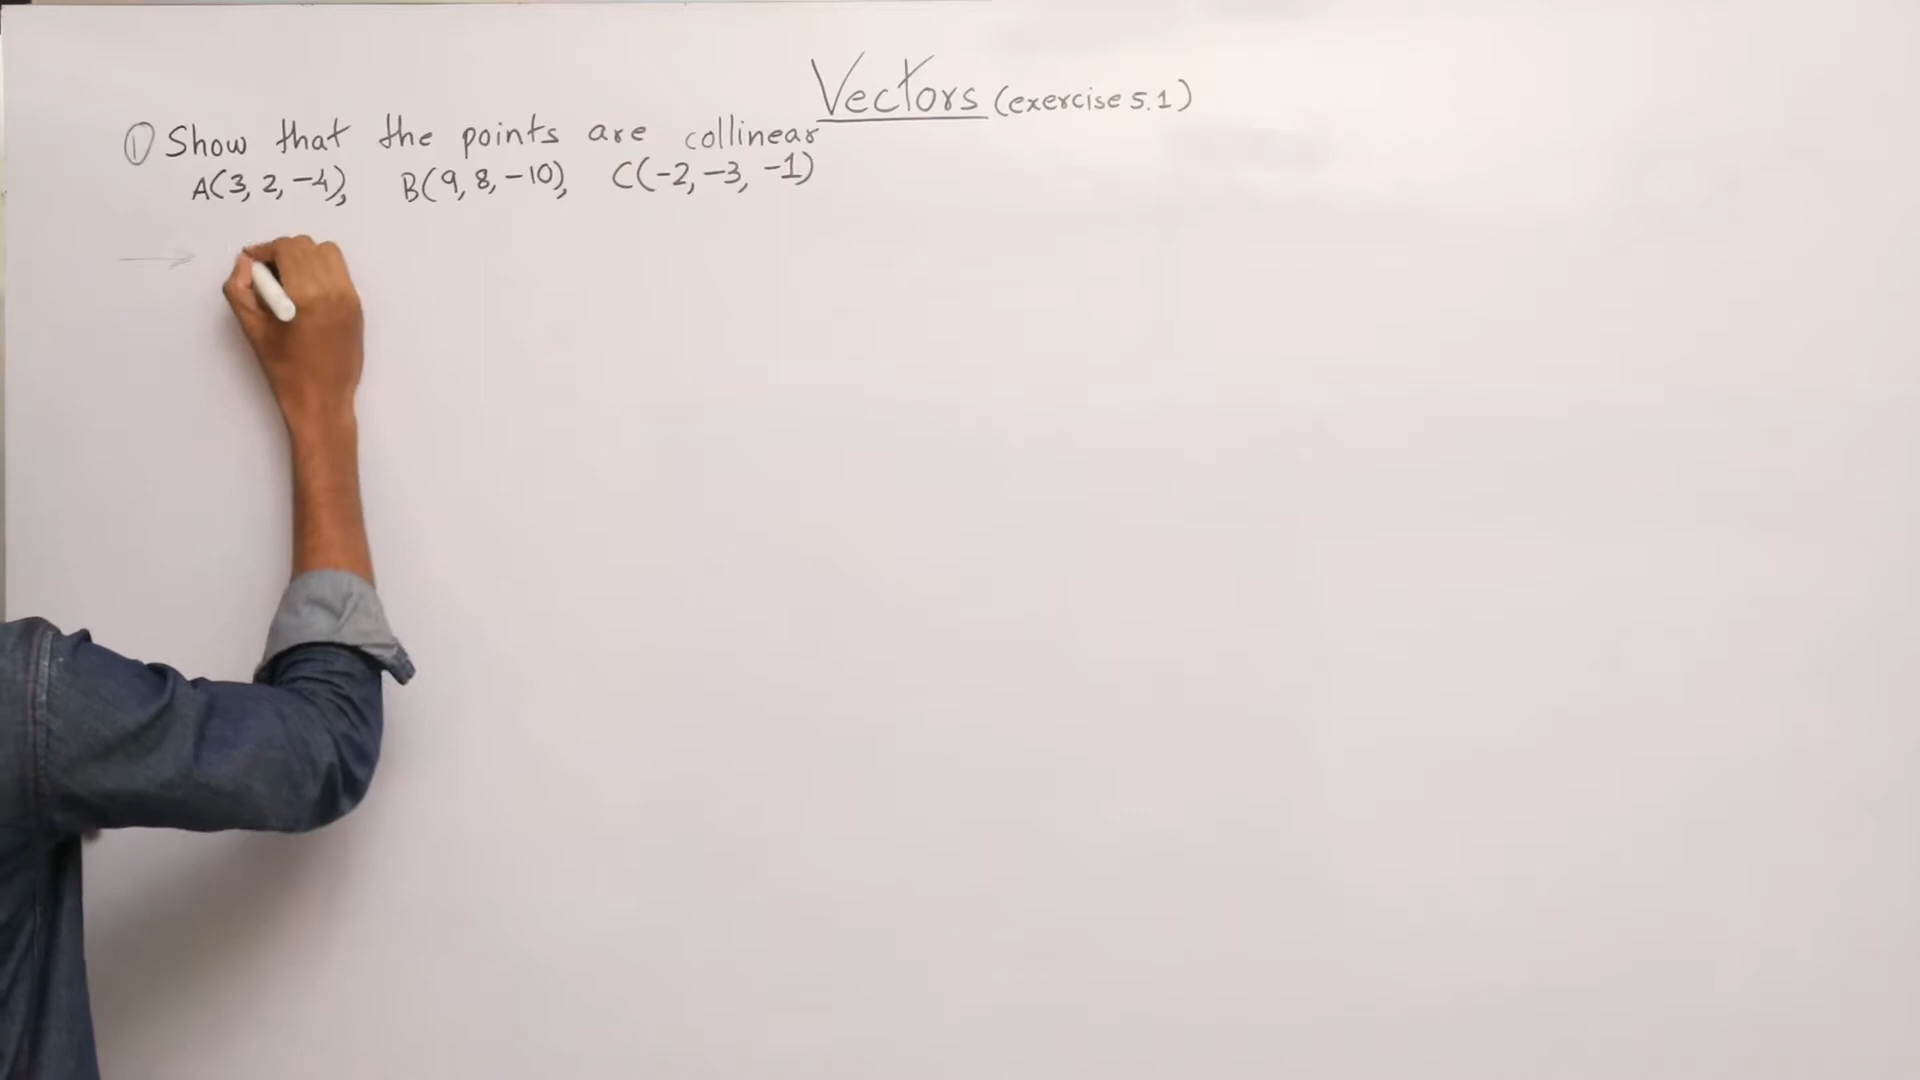 Vectors (exercise 5.1)
① Show that the points are collinear
A(3, 2, -4), B(9, 8, -10), C(-2, -3, -1)
→